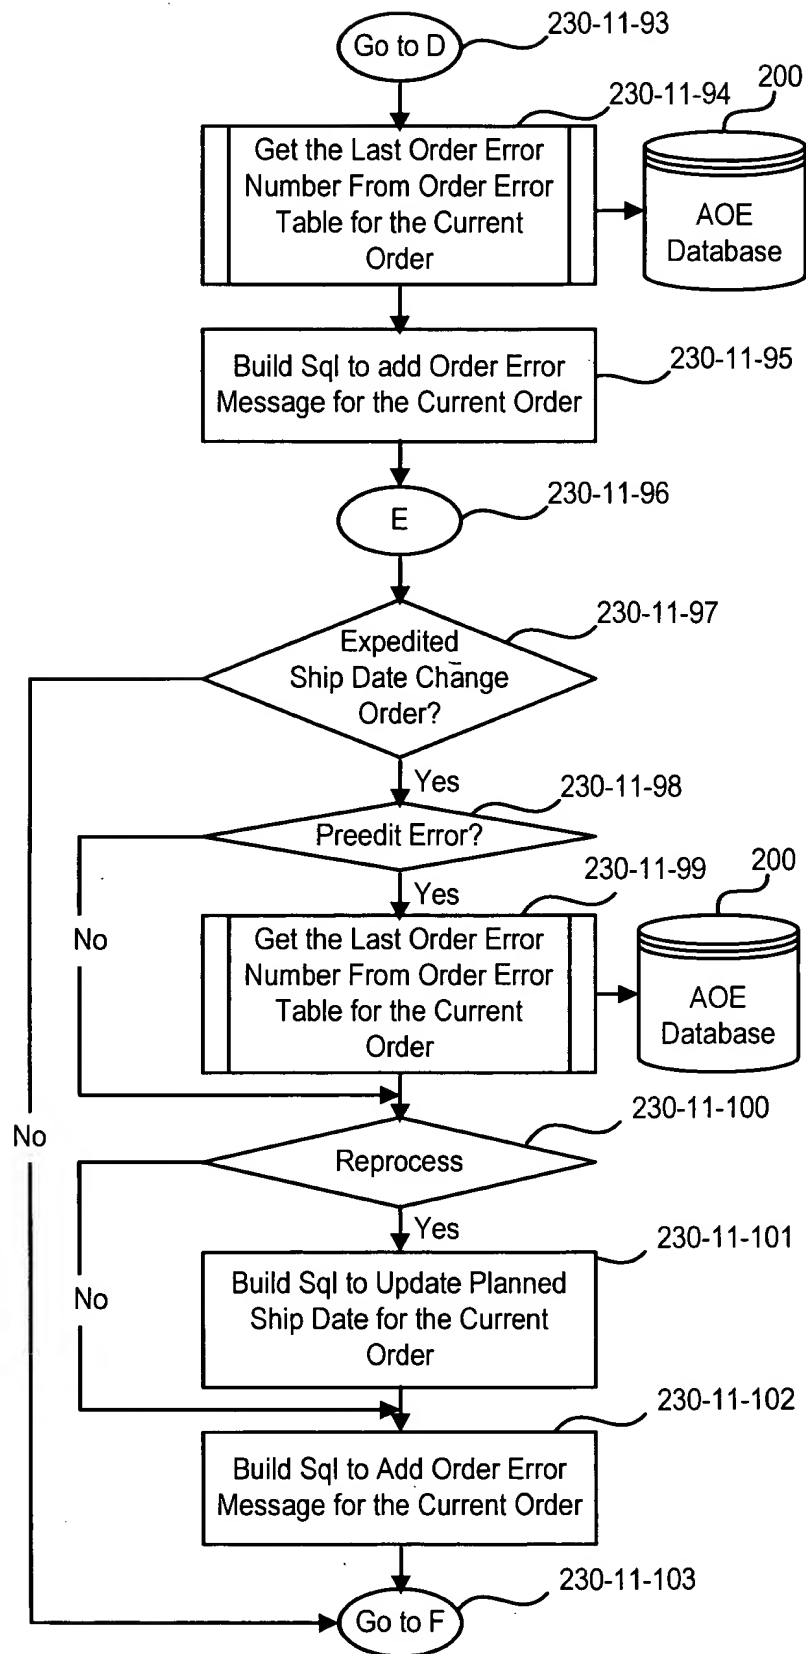 230-11-93
Go to D
230-11-94
200
Get the Last Order Error
Number From Order Error
Table for the Current
Order
AOE
Database
230-11-95
Build Sql to add Order Error
Message for the Current Order
230-11-96
E
230-11-97
Expedited
Ship Date Change
Order?
Yes
230-11-98
Preedit Error?
Yes
230-11-99
200
No
Get the Last Order Error
Number From Order Error
Table for the Current
Order
AOE
Database
230-11-100
No
Reprocess
Yes
230-11-101
No
Build Sql to Update Planned
Ship Date for the Current
Order
230-11-102
Build Sql to Add Order Error
Message for the Current Order
230-11-103
Go to F